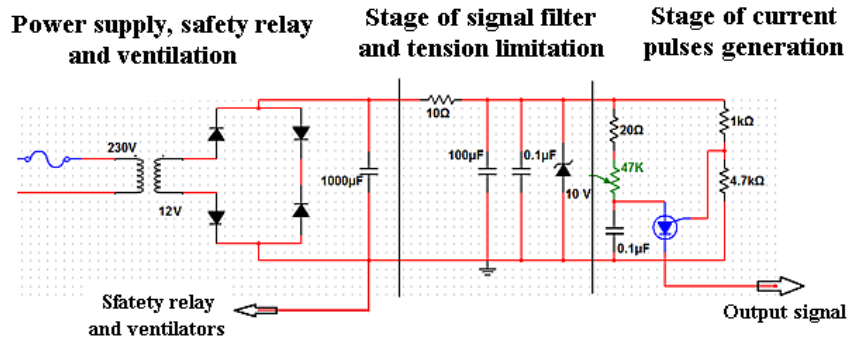 Power supply, safety relay
and ventilation
Stage of signal filter
and tension limitation
Stage of current
pulses generation
230V
12V
1000µF
10Ω
100µF
0.1µF
10 V
20Ω
47K
0.1µF
1kΩ
4.7kΩ
Sfatety relay
and ventilators
Output signal